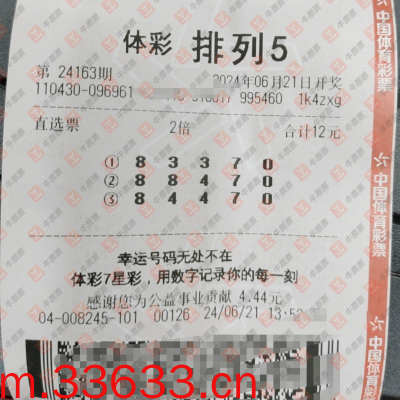 体彩 排列5
第 24163期 2024年06月21日开奖
110430-096961 995460 1k4zxg
直选票 2倍 合计12元
① 8 3 3 7 0
② 8 8 4 7 0
③ 8 4 4 7 0
幸运号码无处不在
体彩7星彩，用数字记录你的每一刻
感谢您为公益事业贡献 4.44元
04-008245-101 00126 24/06/21 13:5
中国体育彩票
中国体育彩票
中国体育彩票
m.33633.cn